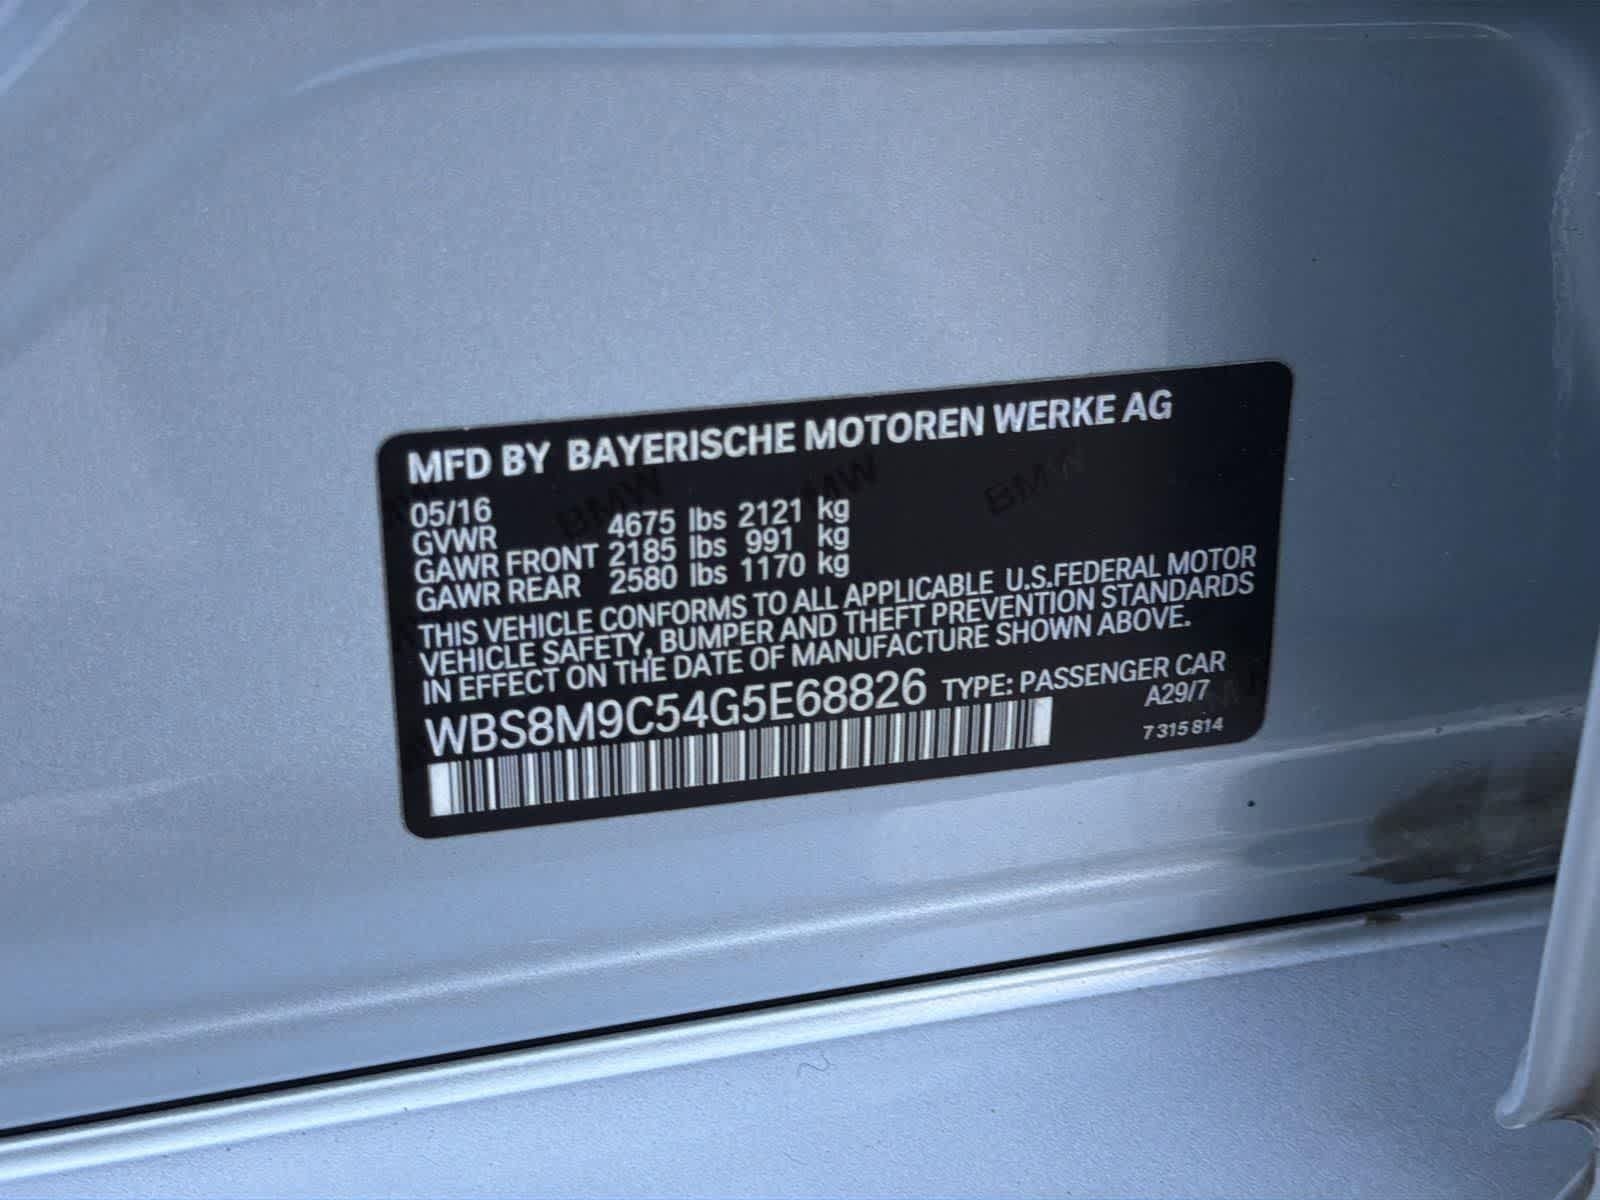 MFD BY BAYERISCHE MOTOREN WERKE AG
05/16
GVWR 4675 lbs 2121 kg
GAWR FRONT 2185 lbs 991 kg
GAWR REAR 2580 lbs 1170 kg
THIS VEHICLE CONFORMS TO ALL APPLICABLE U.S.FEDERAL MOTOR
VEHICLE SAFETY, BUMPER AND THEFT PREVENTION STANDARDS
IN EFFECT ON THE DATE OF MANUFACTURE SHOWN ABOVE.
WBS8M9C54G5E68826 TYPE: PASSENGER CAR
A29/7
7 315 814
BMW
BMW
BMW